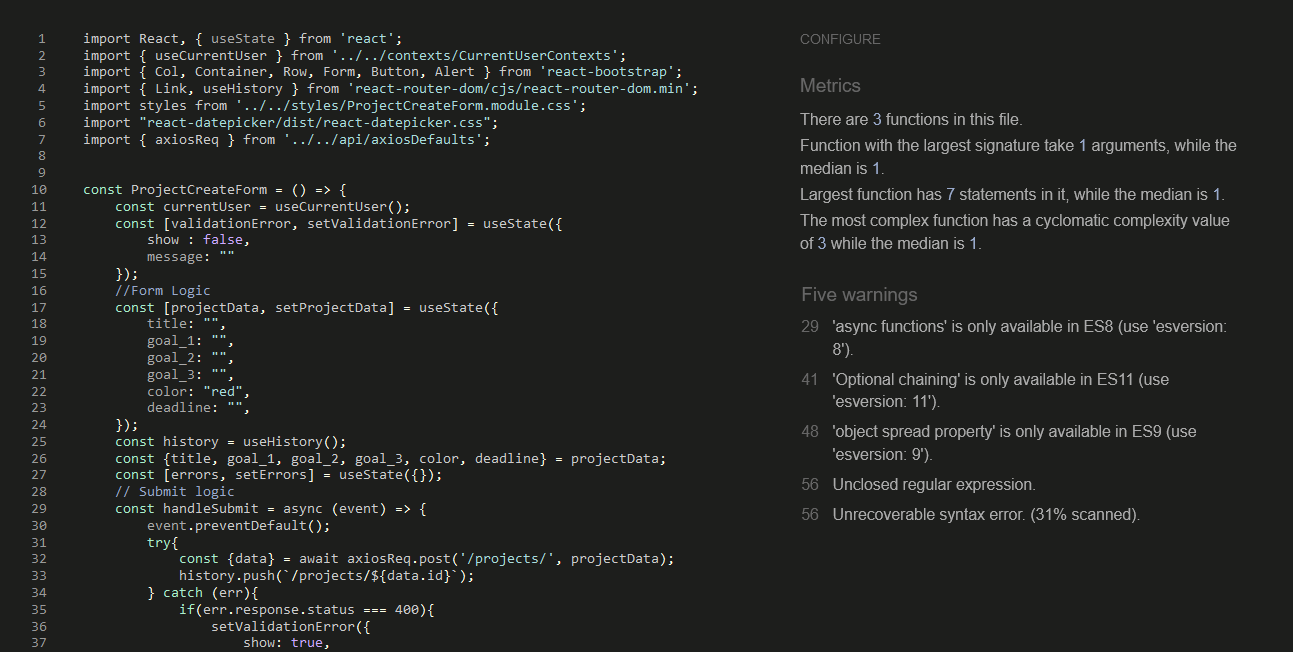 1 import React, { useState } from 'react';
2 import { useCurrentUser } from '../../contexts/CurrentUserContexts';
3 import { Col, Container, Row, Form, Button, Alert } from 'react-bootstrap';
4 import { Link, useHistory } from 'react-router-dom/cjs/react-router-dom.min';
5 import styles from '../../styles/ProjectCreateForm.module.css';
6 import "react-datepicker/dist/react-datepicker.css";
7 import { axiosReq } from '../../api/axiosDefaults';
8
9
10 const ProjectCreateForm = () => {
11     const currentUser = useCurrentUser();
12     const [validationError, setValidationError] = useState({
13         show : false,
14         message: ""
15     });
16     //Form Logic
17     const [projectData, setProjectData] = useState({
18         title: "",
19         goal_1: "",
20         goal_2: "",
21         goal_3: "",
22         color: "red",
23         deadline: "",
24     });
25     const history = useHistory();
26     const {title, goal_1, goal_2, goal_3, color, deadline} = projectData;
27     const [errors, setErrors] = useState({});
28     // Submit logic
29     const handleSubmit = async (event) => {
30         event.preventDefault();
31         try{
32             const {data} = await axiosReq.post('/projects/', projectData);
33             history.push(`/projects/${data.id}`);
34         } catch (err){
35             if(err.response.status === 400){
36                 setValidationError({
37                     show: true,
CONFIGURE
Metrics
There are 3 functions in this file.
Function with the largest signature take 1 arguments, while the
median is 1.
Largest function has 7 statements in it, while the median is 1.
The most complex function has a cyclomatic complexity value
of 3 while the median is 1.
Five warnings
29 'async functions' is only available in ES8 (use 'esversion:
8').
41 'Optional chaining' is only available in ES11 (use
'esversion: 11').
48 'object spread property' is only available in ES9 (use
'esversion: 9').
56 Unclosed regular expression.
56 Unrecoverable syntax error. (31% scanned).